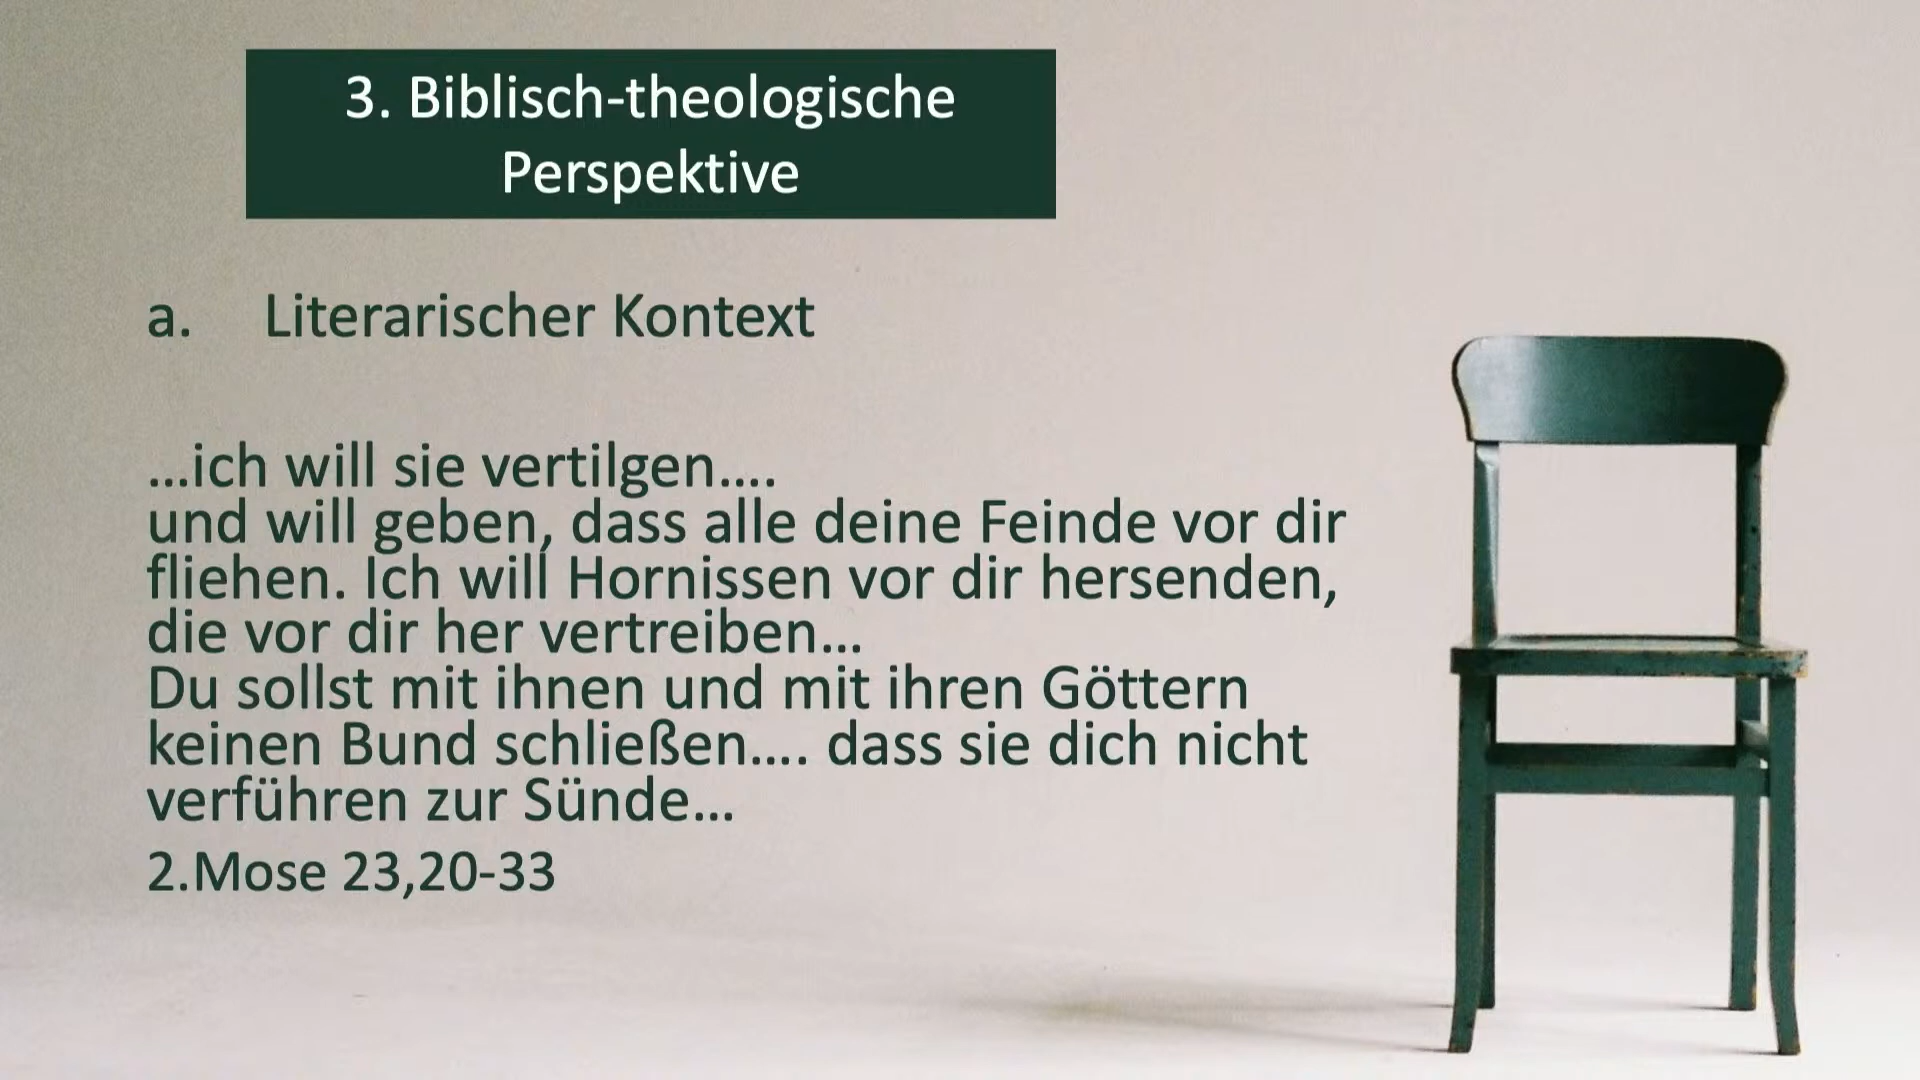 3. Biblisch-theologische
Perspektive
a. Literarischer Kontext
...ich will sie vertilgen....
und will geben, dass alle deine Feinde vor dir
fliehen. Ich will Hornissen vor dir hersenden,
die vor dir her vertreiben...
Du sollst mit ihnen und mit ihren Göttern
keinen Bund schließen.... dass sie dich nicht
verführen zur Sünde...
2.Mose 23,20-33